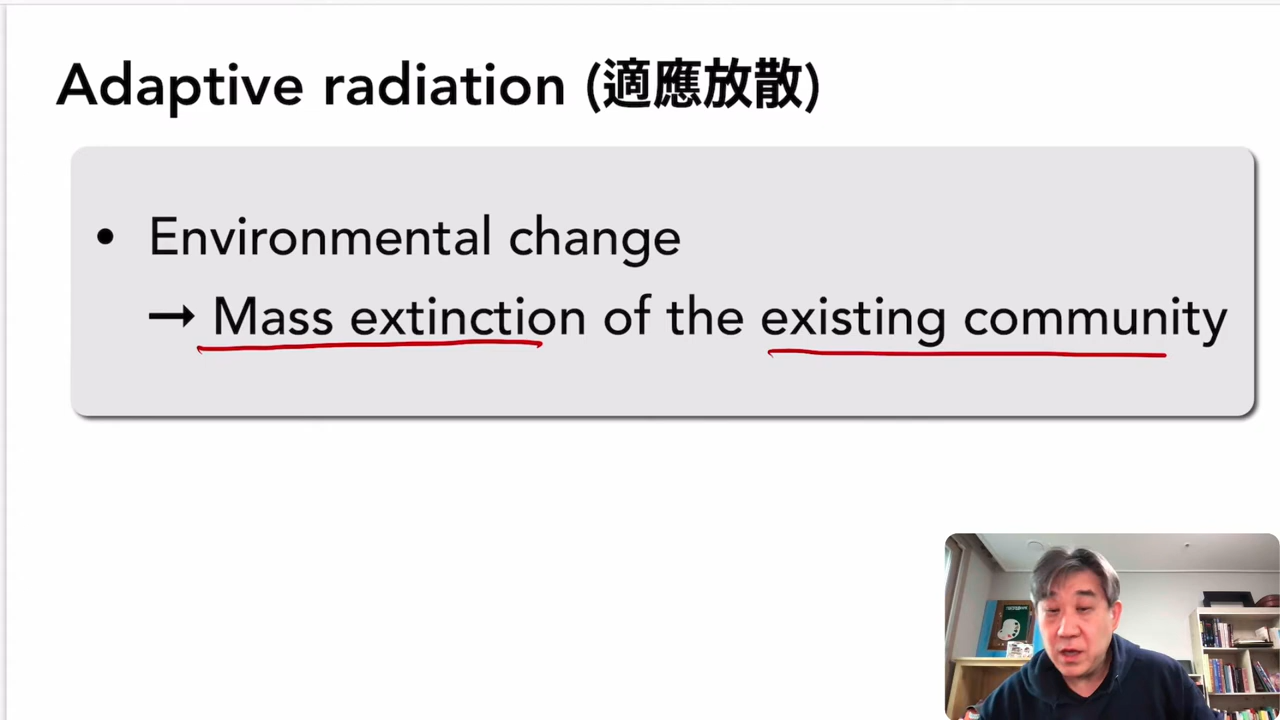 Adaptive radiation (適應放散)
• Environmental change
→ Mass extinction of the existing community